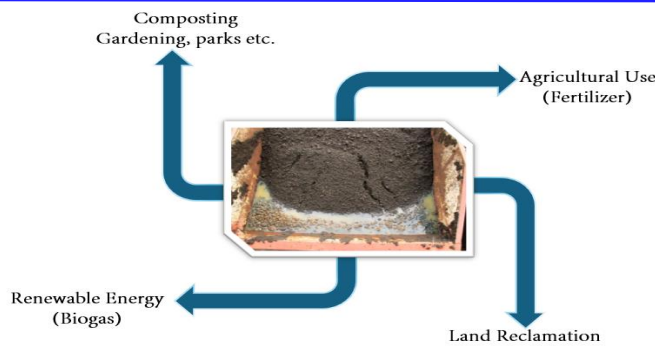 Composting
Gardening, parks etc.
Agricultural Use
(Fertilizer)
Renewable Energy
(Biogas)
Land Reclamation